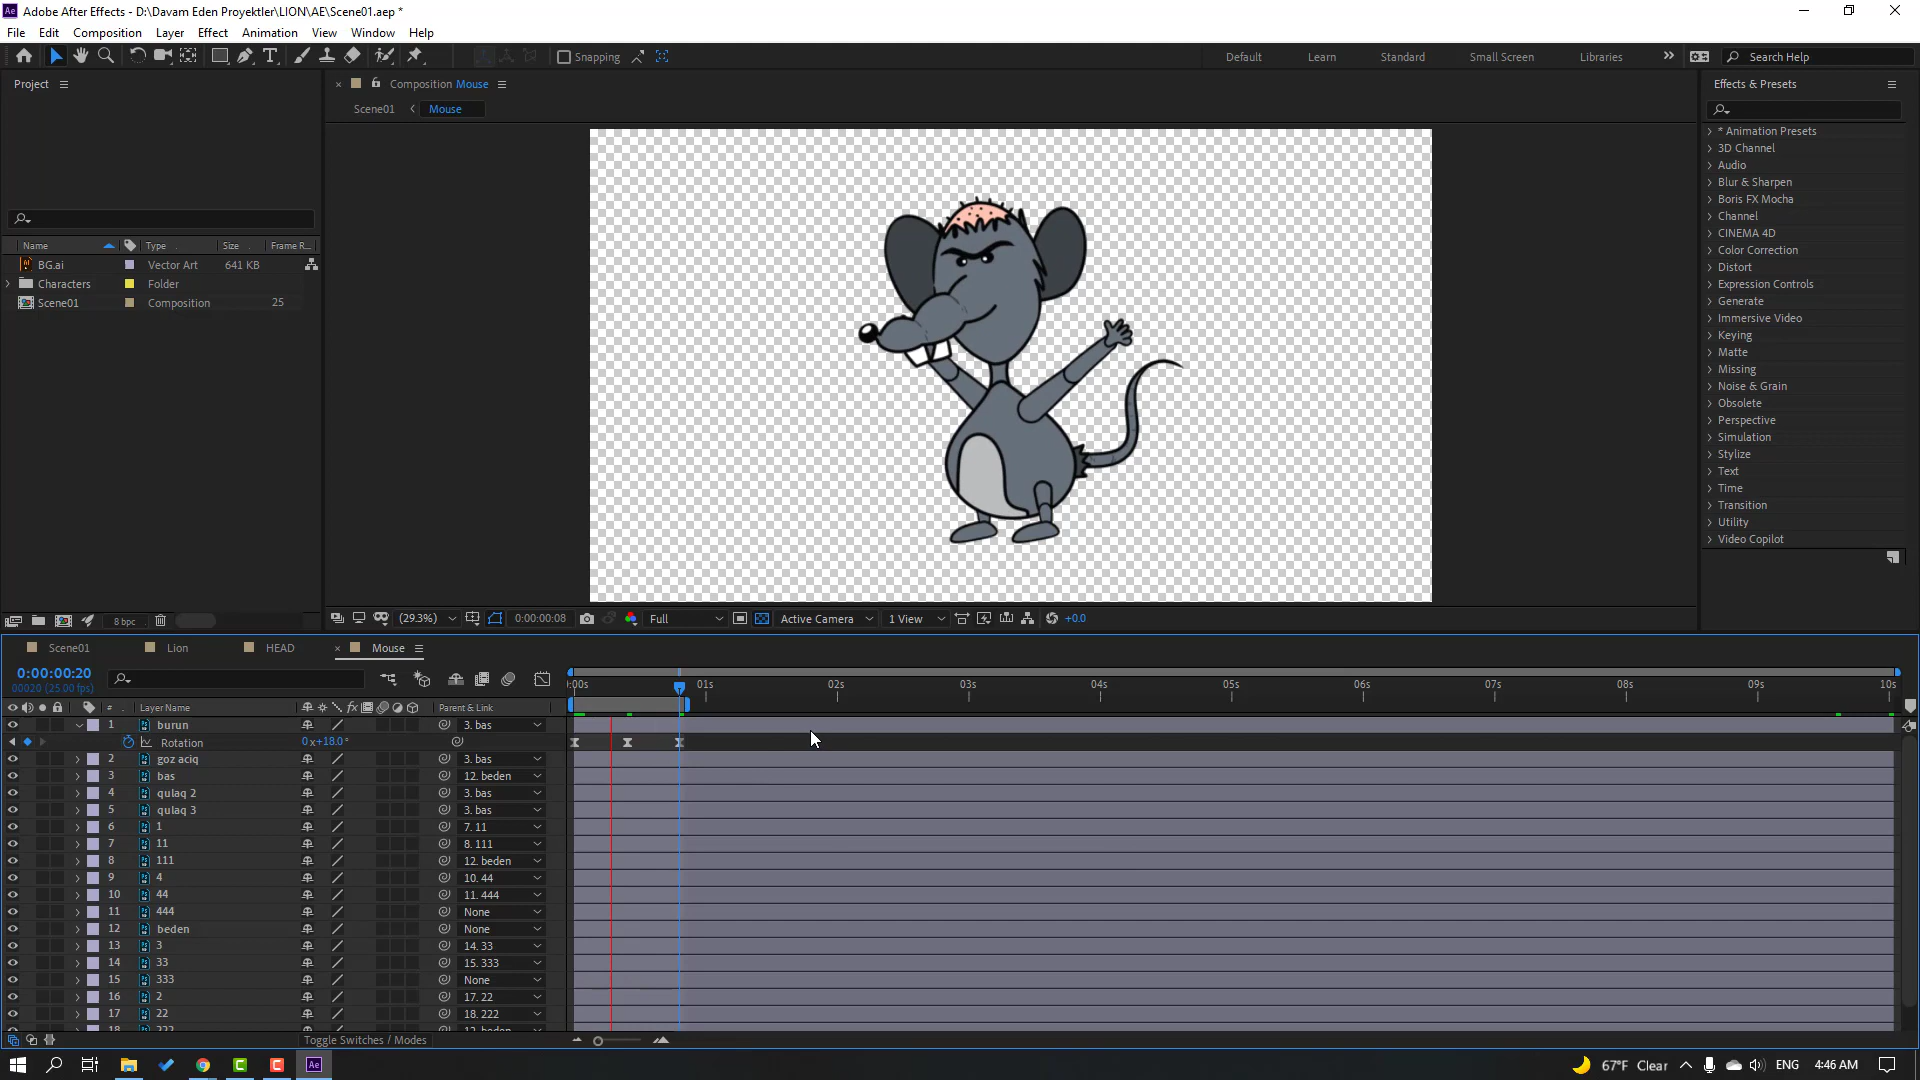 Adobe After Effects - D:\Davam Eden Proyektler\LION\AE\Scene01.aep *
File Edit Composition Layer Effect Animation View Window Help
Snapping Default Learn Standard Small Screen Libraries Search Help
Project
Composition Mouse
Scene01 Mouse
Name Type Size Frame R...
BG.ai Vector Art 641 KB
Characters Folder
Scene01 Composition 25
8 bpc
(29.3%) 0:00:00:08 Full Active Camera 1 View +0.0
Effects & Presets
* Animation Presets
3D Channel
Audio
Blur & Sharpen
Boris FX Mocha
Channel
CINEMA 4D
Color Correction
Distort
Expression Controls
Generate
Immersive Video
Keying
Matte
Missing
Noise & Grain
Obsolete
Perspective
Simulation
Stylize
Text
Time
Transition
Utility
Video Copilot
Scene01 Lion HEAD Mouse
0:00:00:20
00020 (25.00 fps)
:00s 01s 02s 03s 04s 05s 06s 07s 08s 09s 10s
# Layer Name Parent & Link
1 burun 3. bas
Rotation 0x+18.0°
2 goz aciq 3. bas
3 bas 12. beden
4 qulaq 2 3. bas
5 qulaq 3 3. bas
6 1 7. 11
7 11 8. 111
8 111 12. beden
9 4 10. 44
10 44 11. 444
11 444 None
12 beden None
13 3 14. 33
14 33 15. 333
15 333 None
16 2 17. 22
17 22 18. 222
18 222 12. beden
Toggle Switches / Modes
67°F Clear ENG 4:46 AM